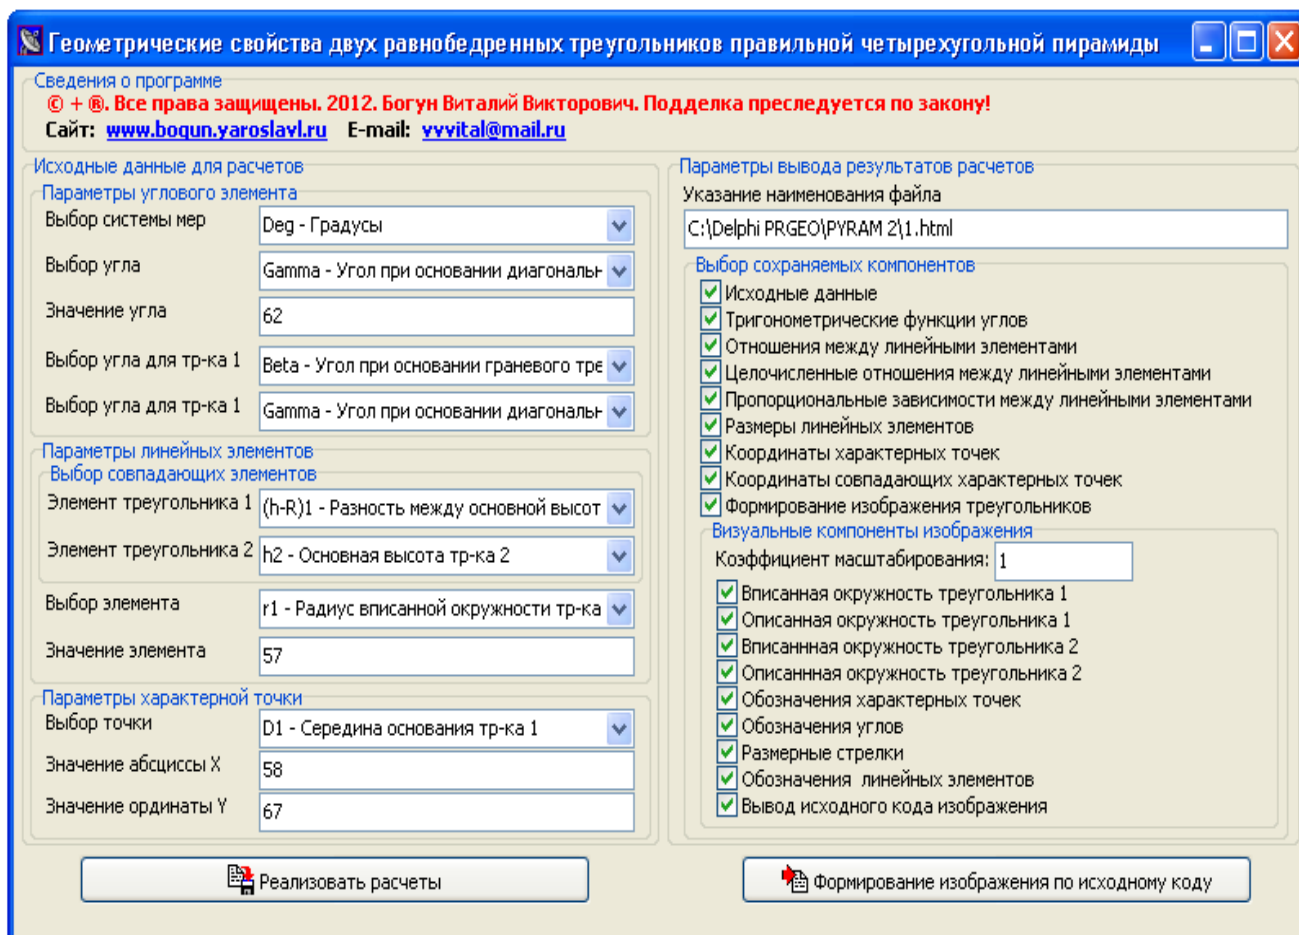 Геометрические свойства двух равнобедренных треугольников правильной четырехугольной пирамиды
Сведения о программе
© + ®. Все права защищены. 2012. Богун Виталий Викторович. Подделка преследуется по закону!
Сайт: www.bogun.yaroslavl.ru E-mail: vvvital@mail.ru
Исходные данные для расчетов
Параметры углового элемента
Выбор системы мер
Deg - Градусы
Выбор угла
Gamma - Угол при основании диагональн
Значение угла
62
Выбор угла для тр-ка 1
Beta - Угол при основании граневого тре
Выбор угла для тр-ка 1
Gamma - Угол при основании диагональн
Параметры линейных элементов
Выбор совпадающих элементов
Элемент треугольника 1
(h-R)1 - Разность между основной высот
Элемент треугольника 2
h2 - Основная высота тр-ка 2
Выбор элемента
r1 - Радиус вписанной окружности тр-ка
Значение элемента
57
Параметры характерной точки
Выбор точки
D1 - Середина основания тр-ка 1
Значение абсциссы X
58
Значение ординаты Y
67
Реализовать расчеты
Параметры вывода результатов расчетов
Указание наименования файла
C:\Delphi PRGEO\PYRAM 2\1.html
Выбор сохраняемых компонентов
Исходные данные
Тригонометрические функции углов
Отношения между линейными элементами
Целочисленные отношения между линейными элементами
Пропорциональные зависимости между линейными элементами
Размеры линейных элементов
Координаты характерных точек
Координаты совпадающих характерных точек
Формирование изображения треугольников
Визуальные компоненты изображения
Коэффициент масштабирования: 1
Вписанная окружность треугольника 1
Описанная окружность треугольника 1
Вписаннная окружность треугольника 2
Описаннная окружность треугольника 2
Обозначения характерных точек
Обозначения углов
Размерные стрелки
Обозначения линейных элементов
Вывод исходного кода изображения
Формирование изображения по исходному коду